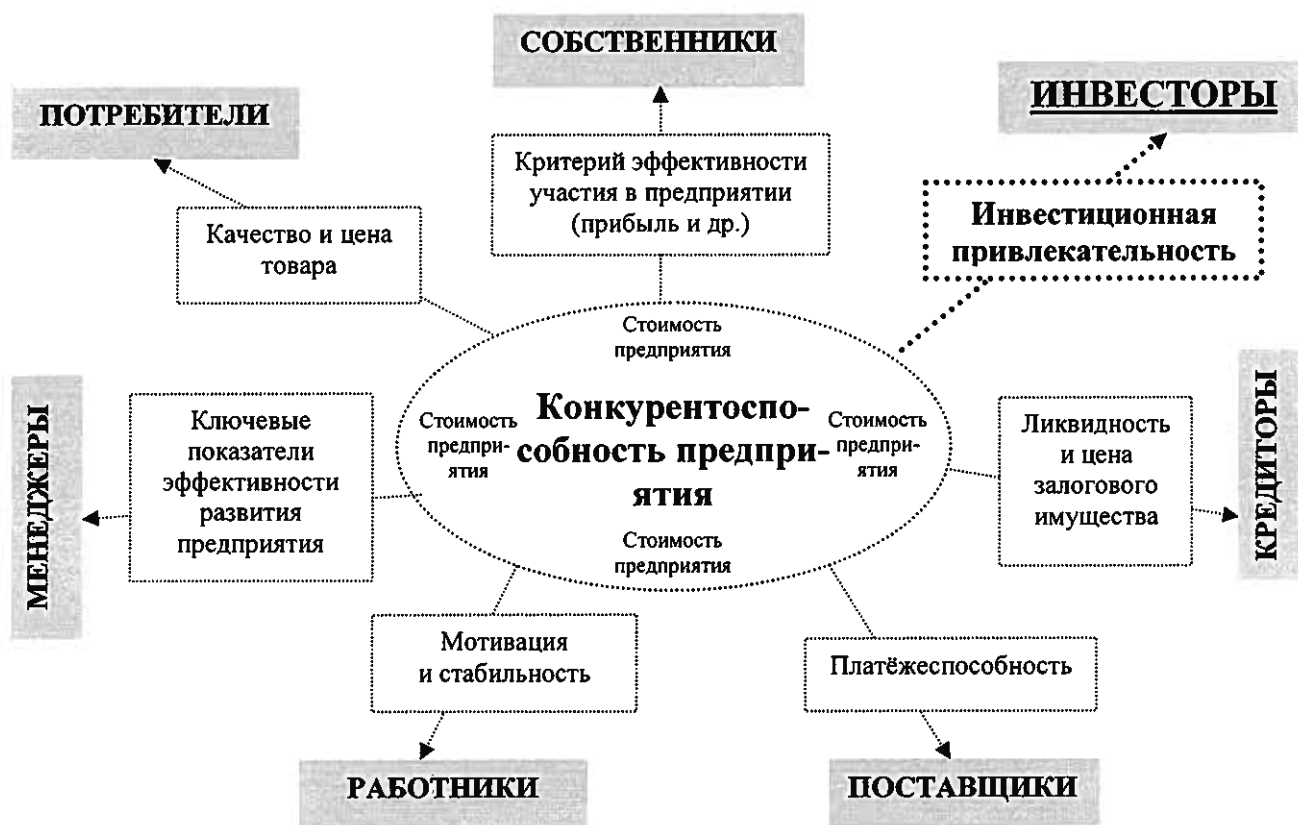 СОБСТВЕННИКИ
ПОТРЕБИТЕЛИ
ИНВЕСТОРЫ
Критерий эффективности
участия в предприятии
(прибыль и др.)
Инвестиционная
привлекательность
Качество и цена
товара
Стоимость
предприятия
МЕНЕДЖЕРЫ
Ключевые
показатели
эффективности
развития
предприятия
Стоимость
предпри-
ятия
Конкурентоспо-
собность предпри-
ятия
Стоимость
предпри-
ятия
Ликвидность
и цена
залогового
имущества
КРЕДИТОРЫ
Стоимость
предприятия
Мотивация
и стабильность
Платёжеспособность
РАБОТНИКИ
ПОСТАВЩИКИ